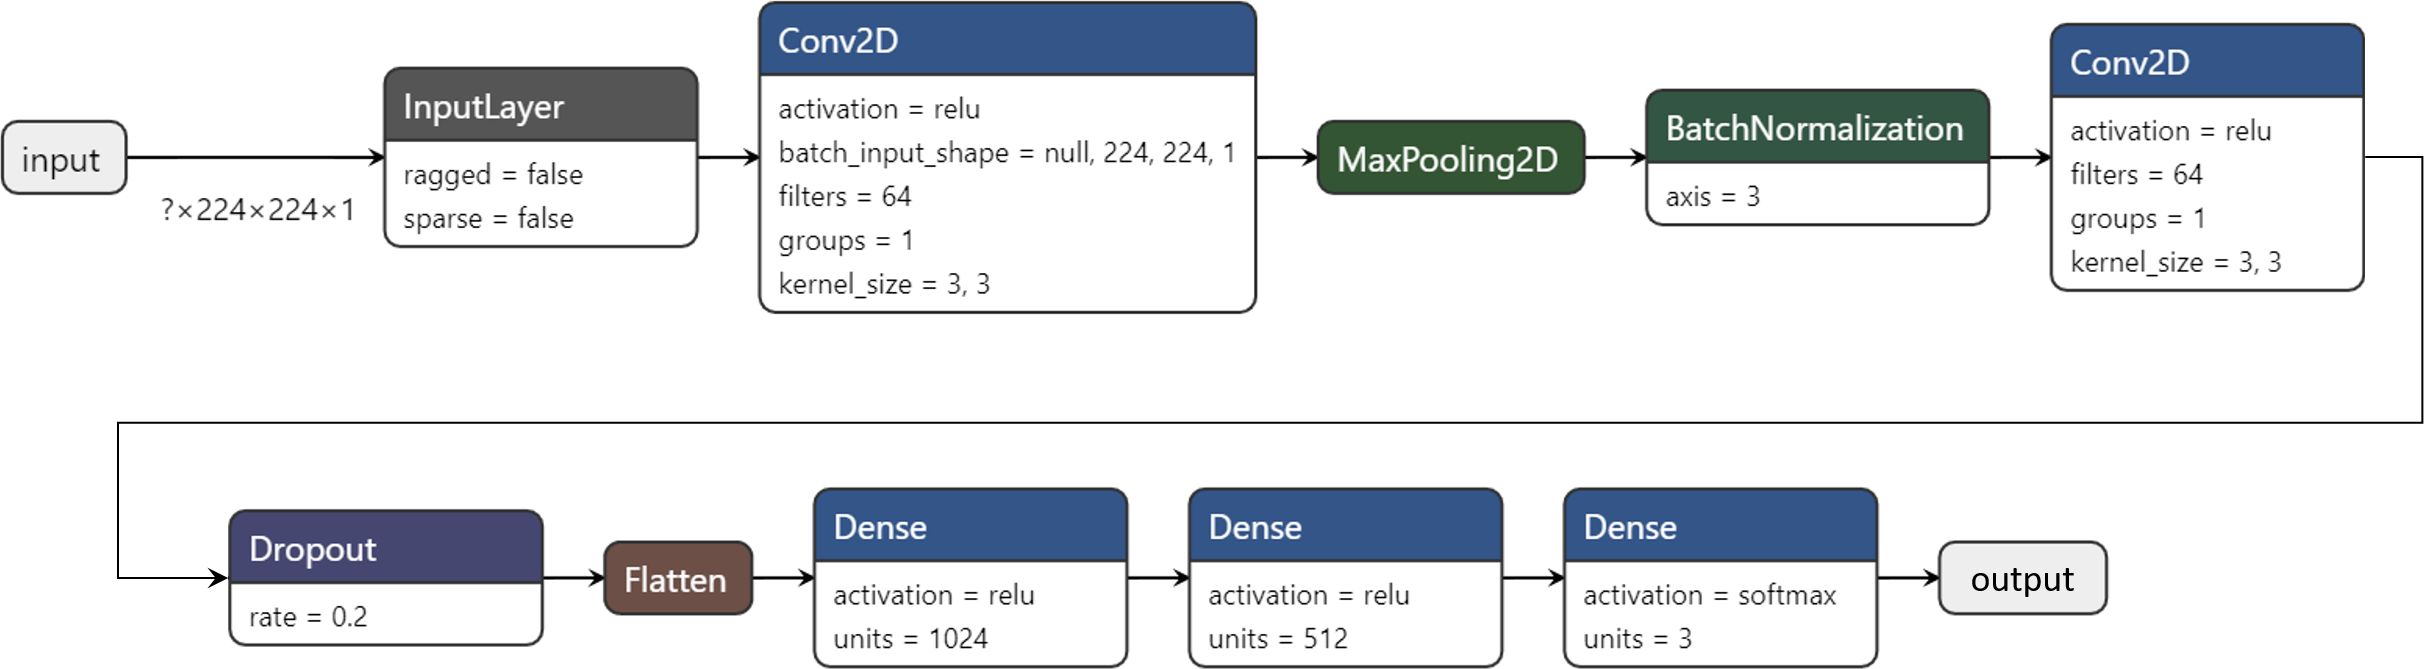 input
?×224×224×1
InputLayer
ragged = false
sparse = false
Conv2D
activation = relu
batch_input_shape = null, 224, 224, 1
filters = 64
groups = 1
kernel_size = 3, 3
MaxPooling2D
BatchNormalization
axis = 3
Conv2D
activation = relu
filters = 64
groups = 1
kernel_size = 3, 3
Dropout
rate = 0.2
Flatten
Dense
activation = relu
units = 1024
Dense
activation = relu
units = 512
Dense
activation = softmax
units = 3
output